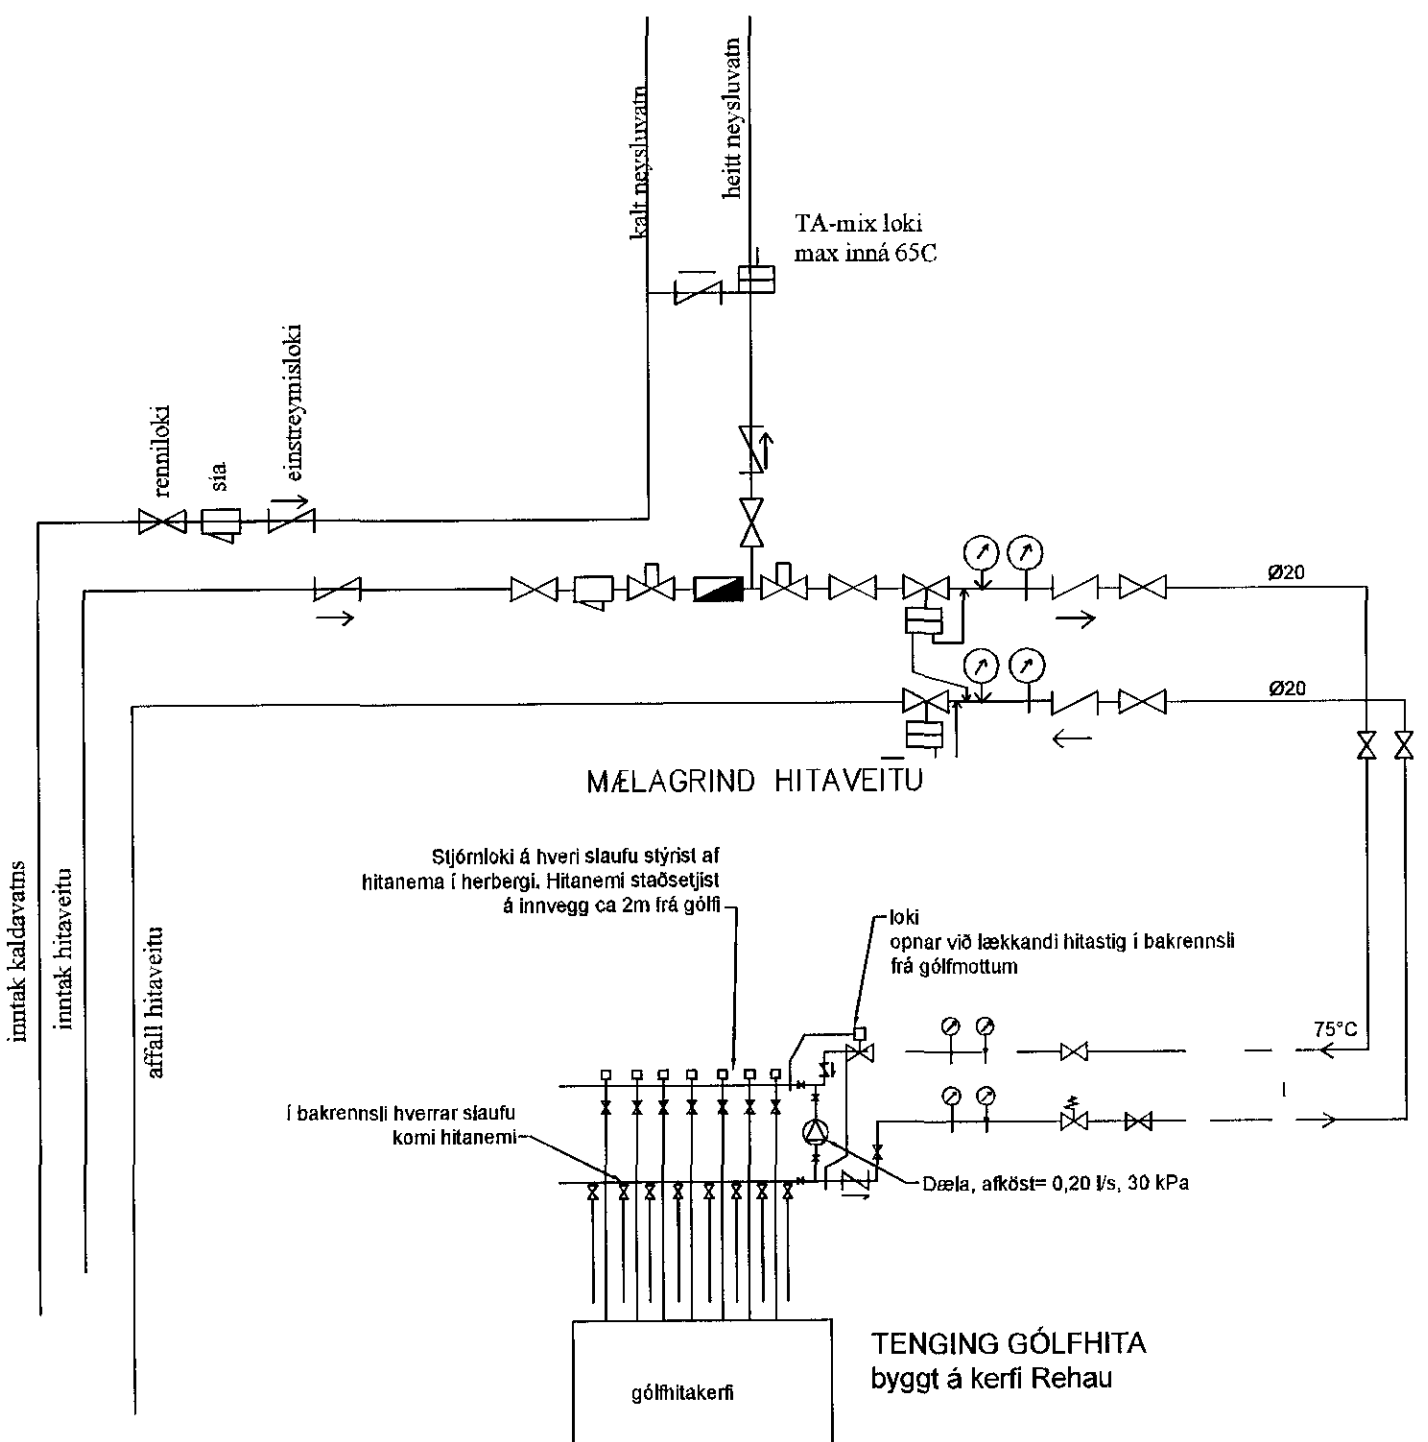 kalt neysluvatn
heitt neysluvatn
TA-mix loki
max inná 65C
renniloki
sía
einstreymisloki
Ø20
Ø20
MÆLAGRIND HITAVEITU
inntak kaldavatns
inntak hitaveitu
affall hitaveitu
Stjórnloki á hveri slaufu stýrist af
hitanema í herbergi. Hitanemi staðsetjist
á innvegg ca 2m frá gólfi
loki
opnar við lækkandi hitastig í bakrennsli
frá gólfmottum
75°C
í bakrennsli hverrar slaufu
komi hitanemi
Dæla, afköst= 0,20 l/s, 30 kPa
TENGING GÓLFHITA
byggt á kerfi Rehau
gólfhitakerfi